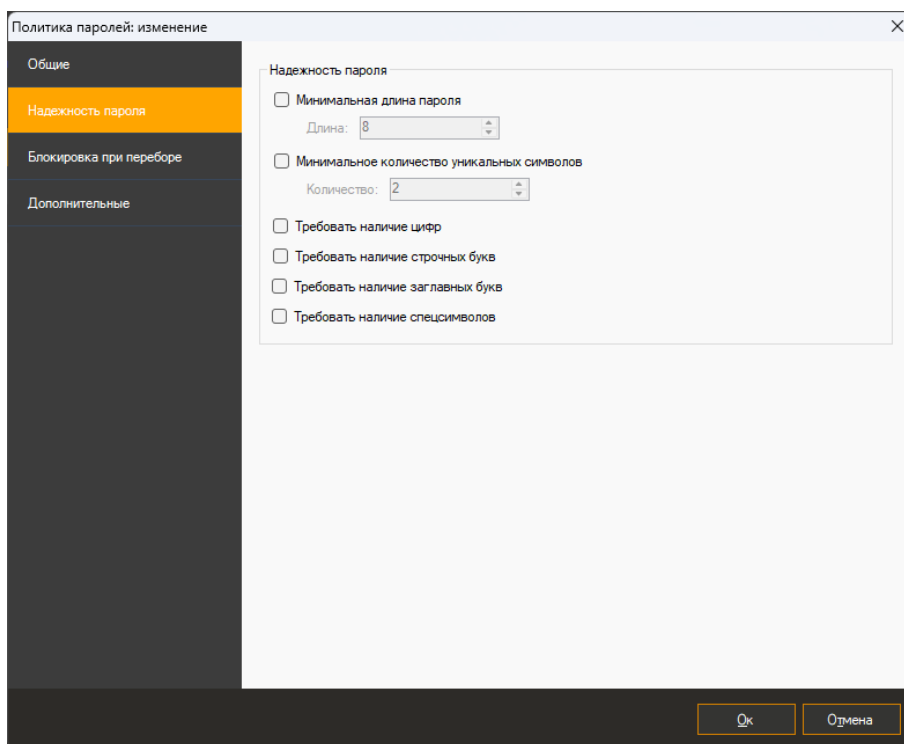 Политика паролей: изменение
Общие
Надежность пароля
Блокировка при переборе
Дополнительные
Надежность пароля
Минимальная длина пароля
Длина: 8
Минимальное количество уникальных символов
Количество: 2
Требовать наличие цифр
Требовать наличие строчных букв
Требовать наличие заглавных букв
Требовать наличие спецсимволов
Ок
Отмена